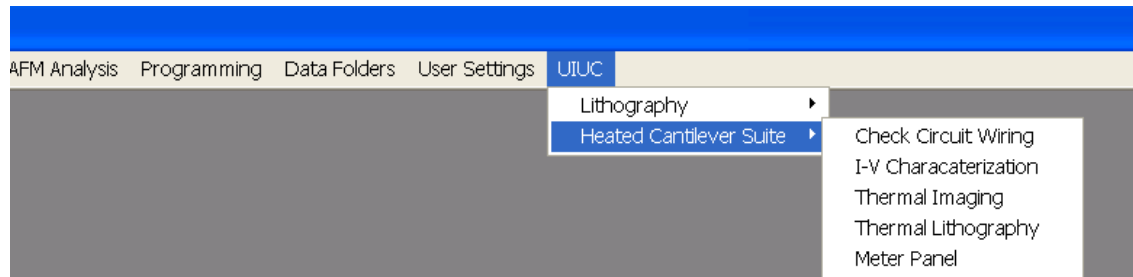 AFM Analysis Programming Data Folders User Settings UIUC
Lithography
Heated Cantilever Suite
Check Circuit Wiring
I-V Characaterization
Thermal Imaging
Thermal Lithography
Meter Panel